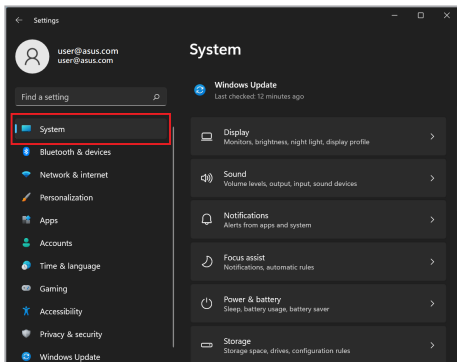 Settings
user@asus.com
user@asus.com
Find a setting
System
Bluetooth & devices
Network & internet
Personalization
Apps
Accounts
Time & language
Gaming
Accessibility
Privacy & security
Windows Update
System
Windows Update
Last checked: 12 minutes ago
Display
Monitors, brightness, night light, display profile
Sound
Volume levels, output, input, sound devices
Notifications
Alerts from apps and system
Focus assist
Notifications, automatic rules
Power & battery
Sleep, battery usage, battery saver
Storage
Storage space, drives, configuration rules